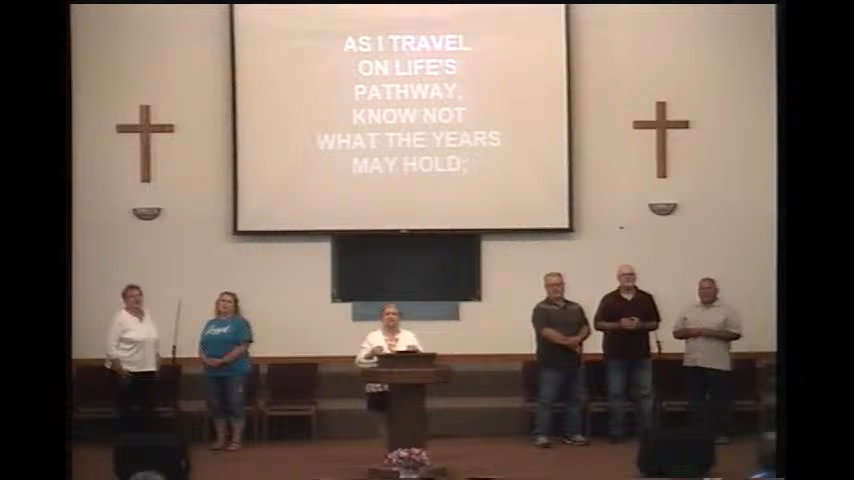 AS I TRAVEL
ON LIFE'S
PATHWAY,
KNOW NOT
WHAT THE YEARS
MAY HOLD;